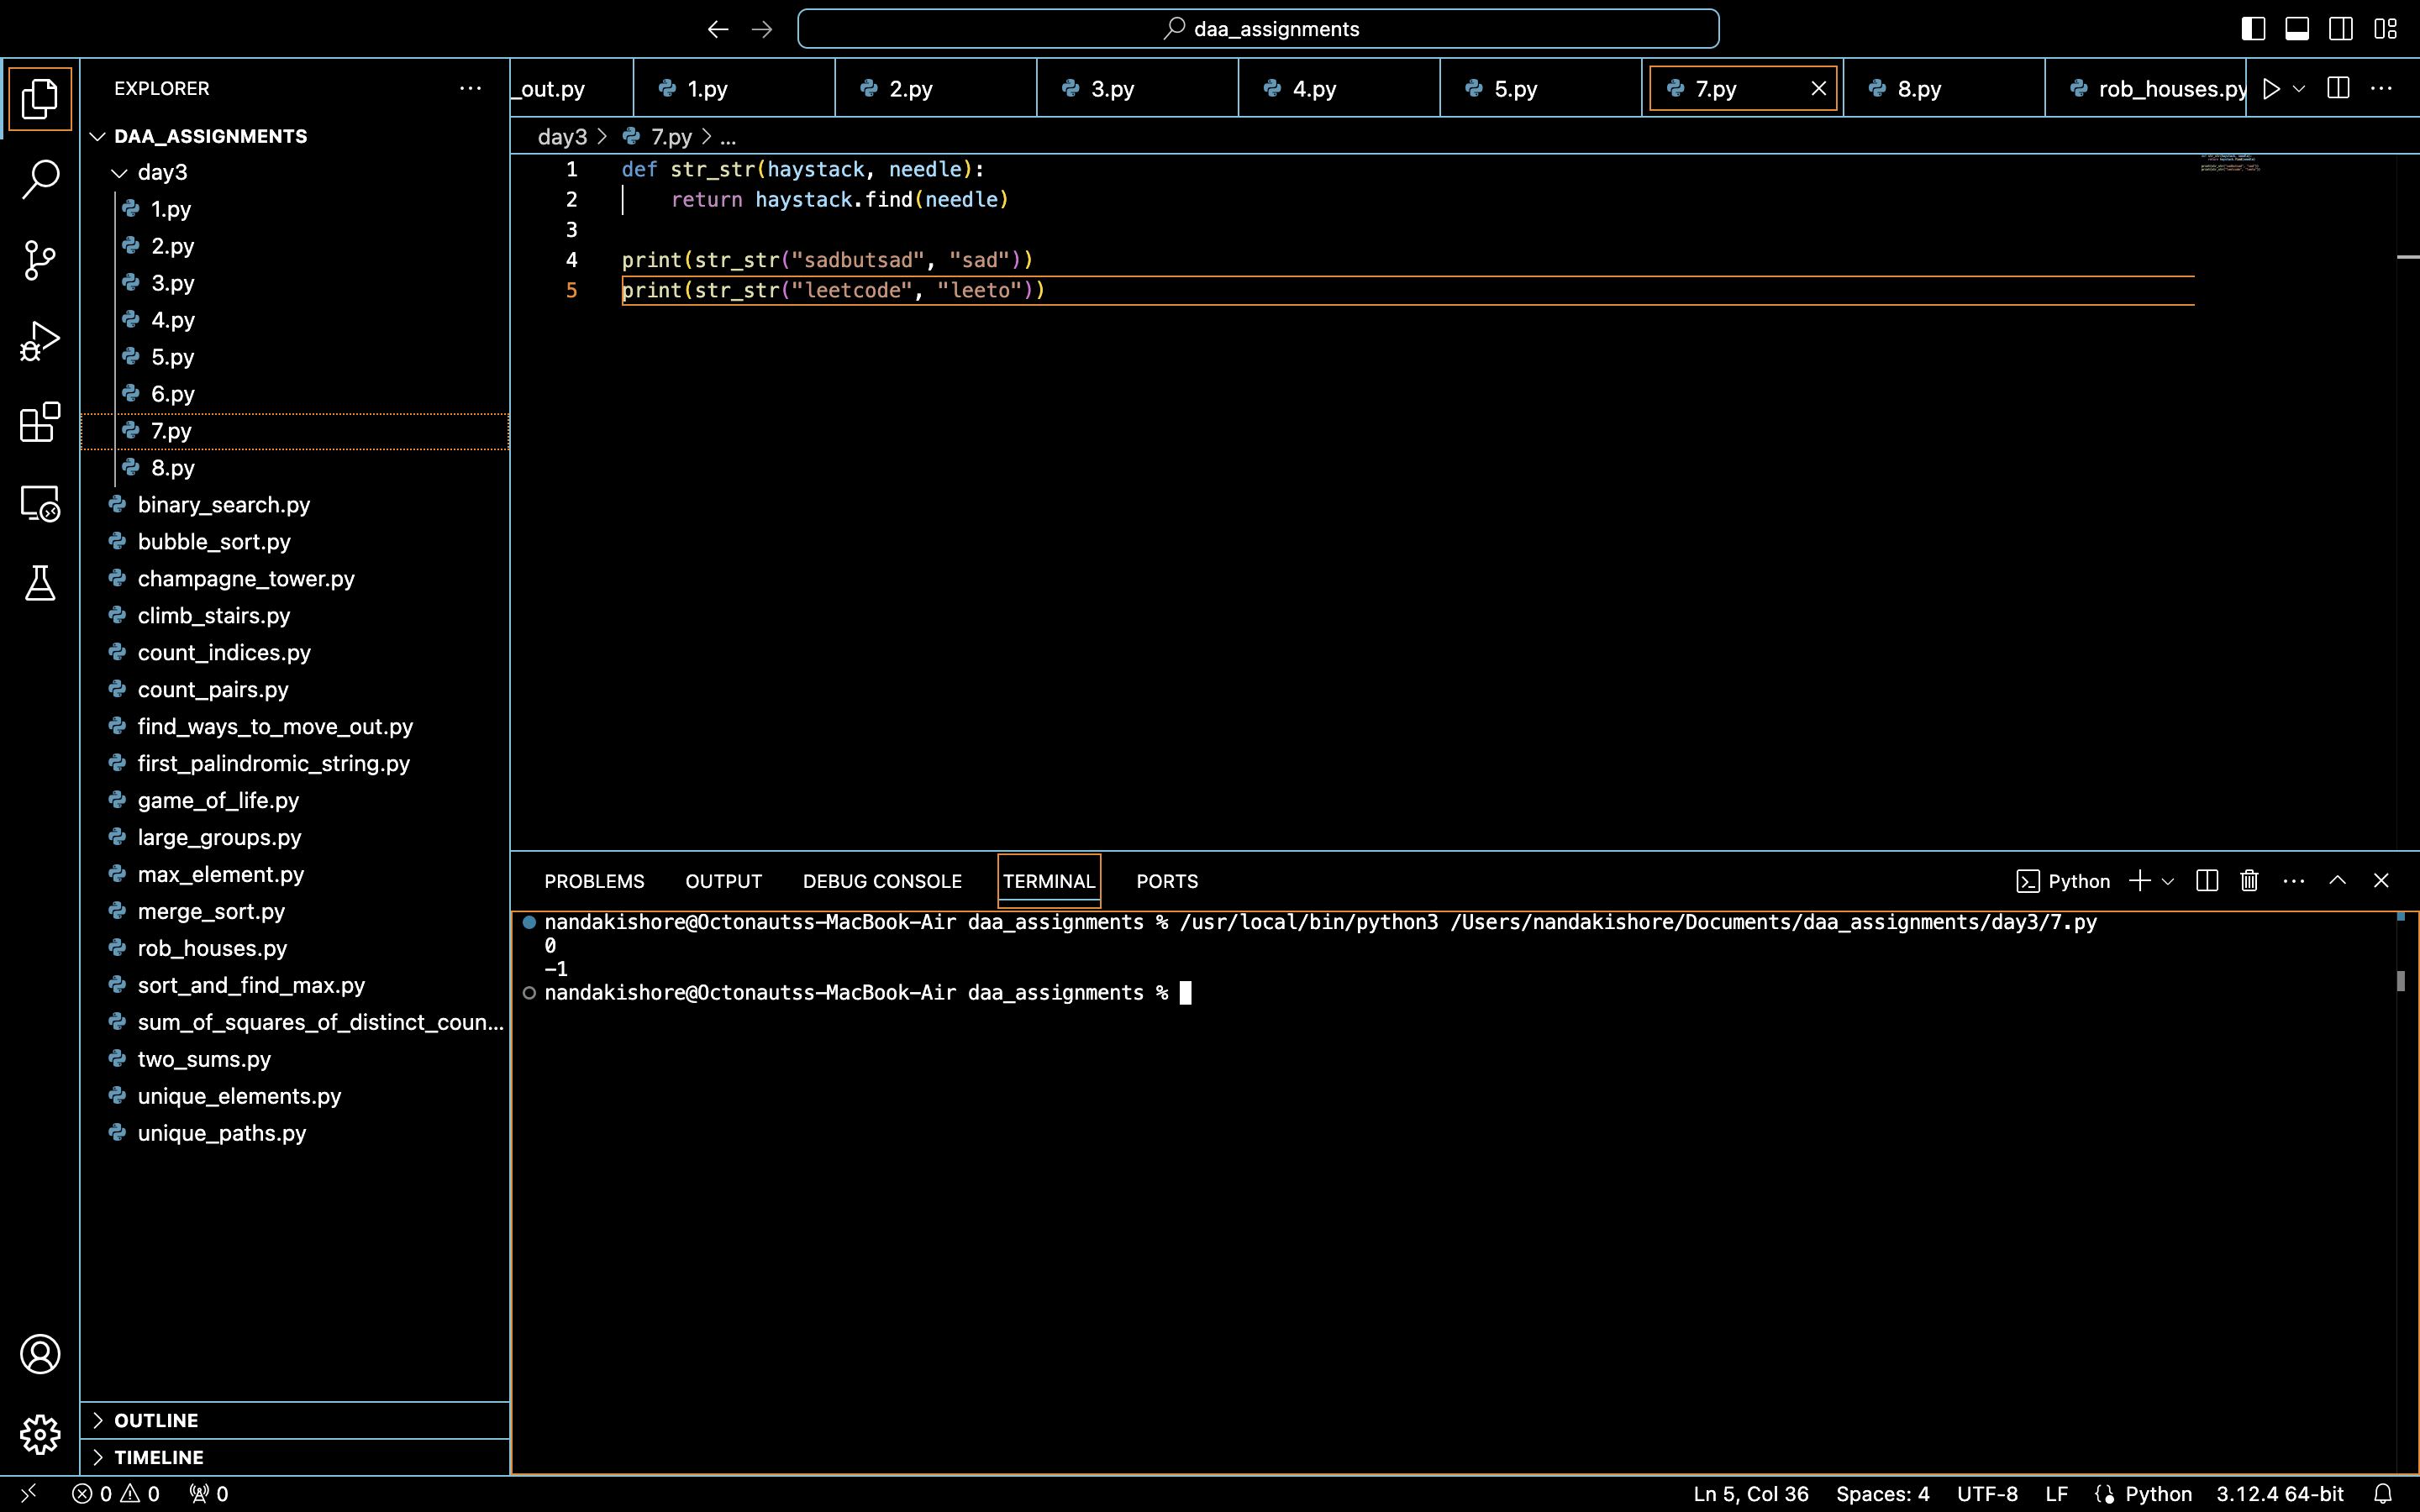 daa_assignments
EXPLORER
DAA_ASSIGNMENTS
day3
1.py
2.py
3.py
4.py
5.py
6.py
7.py
8.py
binary_search.py
bubble_sort.py
champagne_tower.py
climb_stairs.py
count_indices.py
count_pairs.py
find_ways_to_move_out.py
first_palindromic_string.py
game_of_life.py
large_groups.py
max_element.py
merge_sort.py
rob_houses.py
sort_and_find_max.py
sum_of_squares_of_distinct_coun...
two_sums.py
unique_elements.py
unique_paths.py
OUTLINE
TIMELINE
_out.py 1.py 2.py 3.py 4.py 5.py 7.py 8.py rob_houses.py
day3 > 7.py > ...
1 def str_str(haystack, needle):
2     return haystack.find(needle)
3
4 print(str_str("sadbutsad", "sad"))
5 print(str_str("leetcode", "leeto"))
PROBLEMS OUTPUT DEBUG CONSOLE TERMINAL PORTS Python
nandakishore@Octonautss-MacBook-Air daa_assignments % /usr/local/bin/python3 /Users/nandakishore/Documents/daa_assignments/day3/7.py
0
-1
nandakishore@Octonautss-MacBook-Air daa_assignments %
0 0 0 Ln 5, Col 36 Spaces: 4 UTF-8 LF Python 3.12.4 64-bit